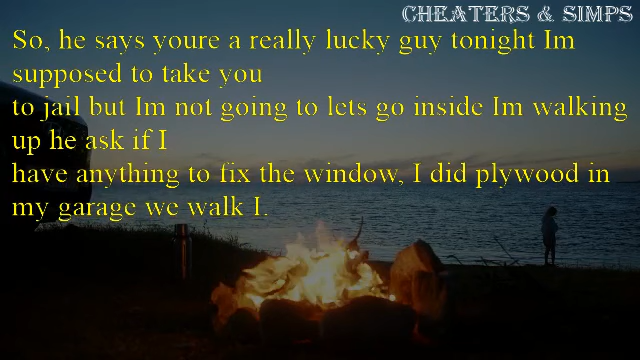 CHEATERS & SIMPS
So, he says youre a really lucky guy tonight Im
supposed to take you
to jail but Im not going to lets go inside Im walking
up he ask if I
have anything to fix the window, I did plywood in
my garage we walk I.